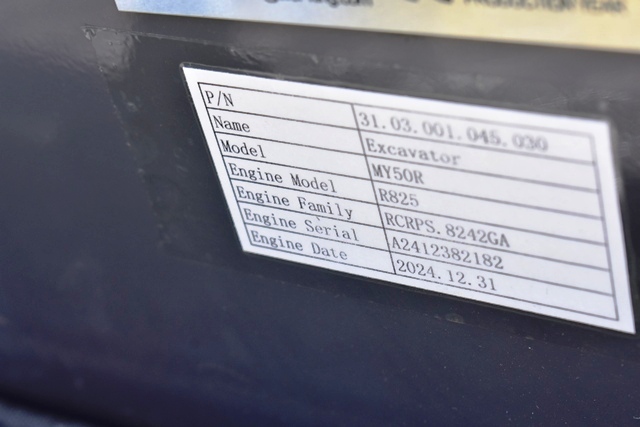 P/N 31.03.001.045.030
Name Excavator
Model MY50R
Engine Model R825
Engine Family RCRPS.8242GA
Engine Serial A2412382182
Engine Date 2024.12.31